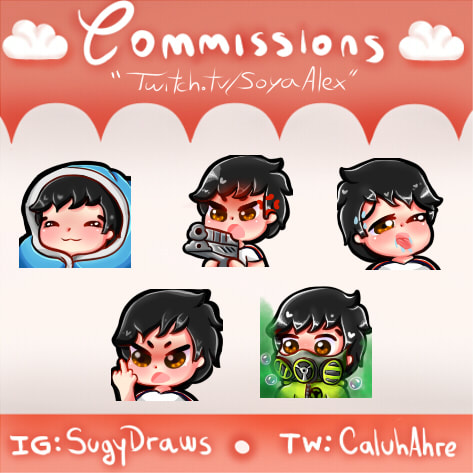 Commissions
"Twitch.tv/SoyaAlex"
IG: SugyDraws • TW: CaluhAhre